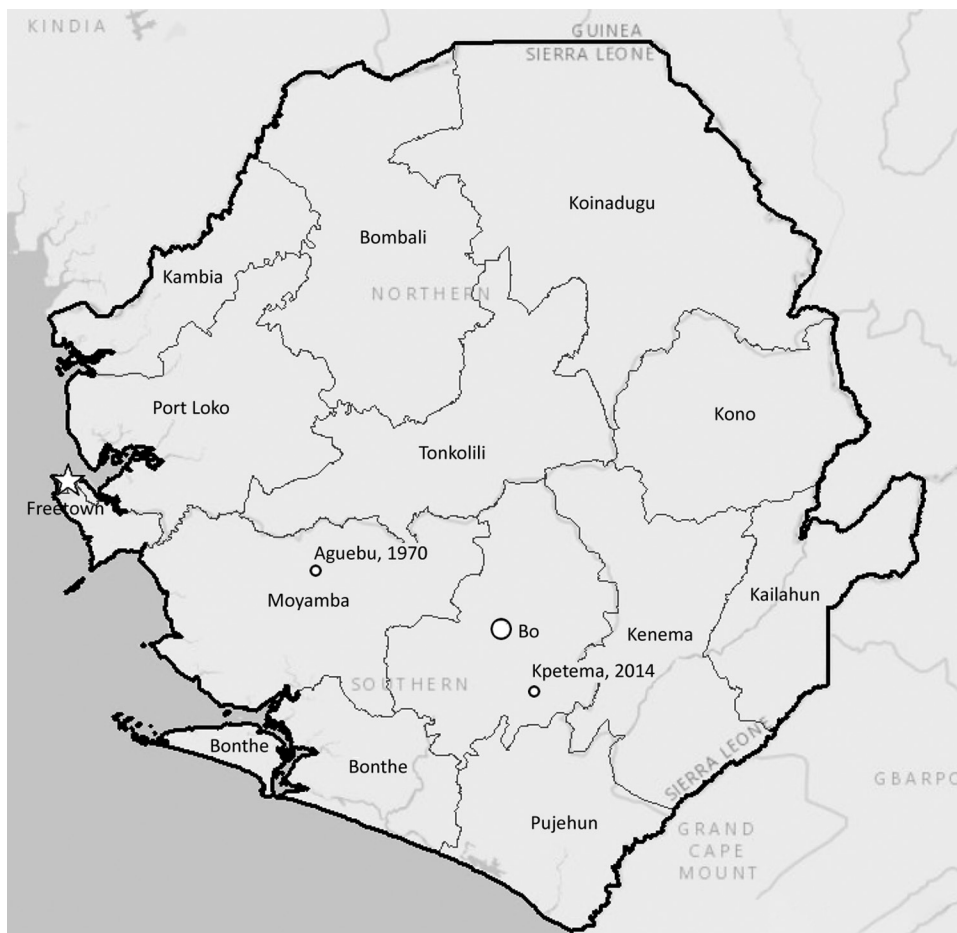 KINDIA
GUINEA
SIERRA LEONE
Koinadugu
Bombali
Kambia
NORTHERN
Port Loko
Kono
Tonkolili
Freetown
Aguebu, 1970
Moyamba
Kailahun
Bo
Kenema
Kpetema, 2014
SOUTHERN
Bonthe
Bonthe
SIERRA LEONE
GBARPO
Pujehun
GRAND
CAPE
MOUNT